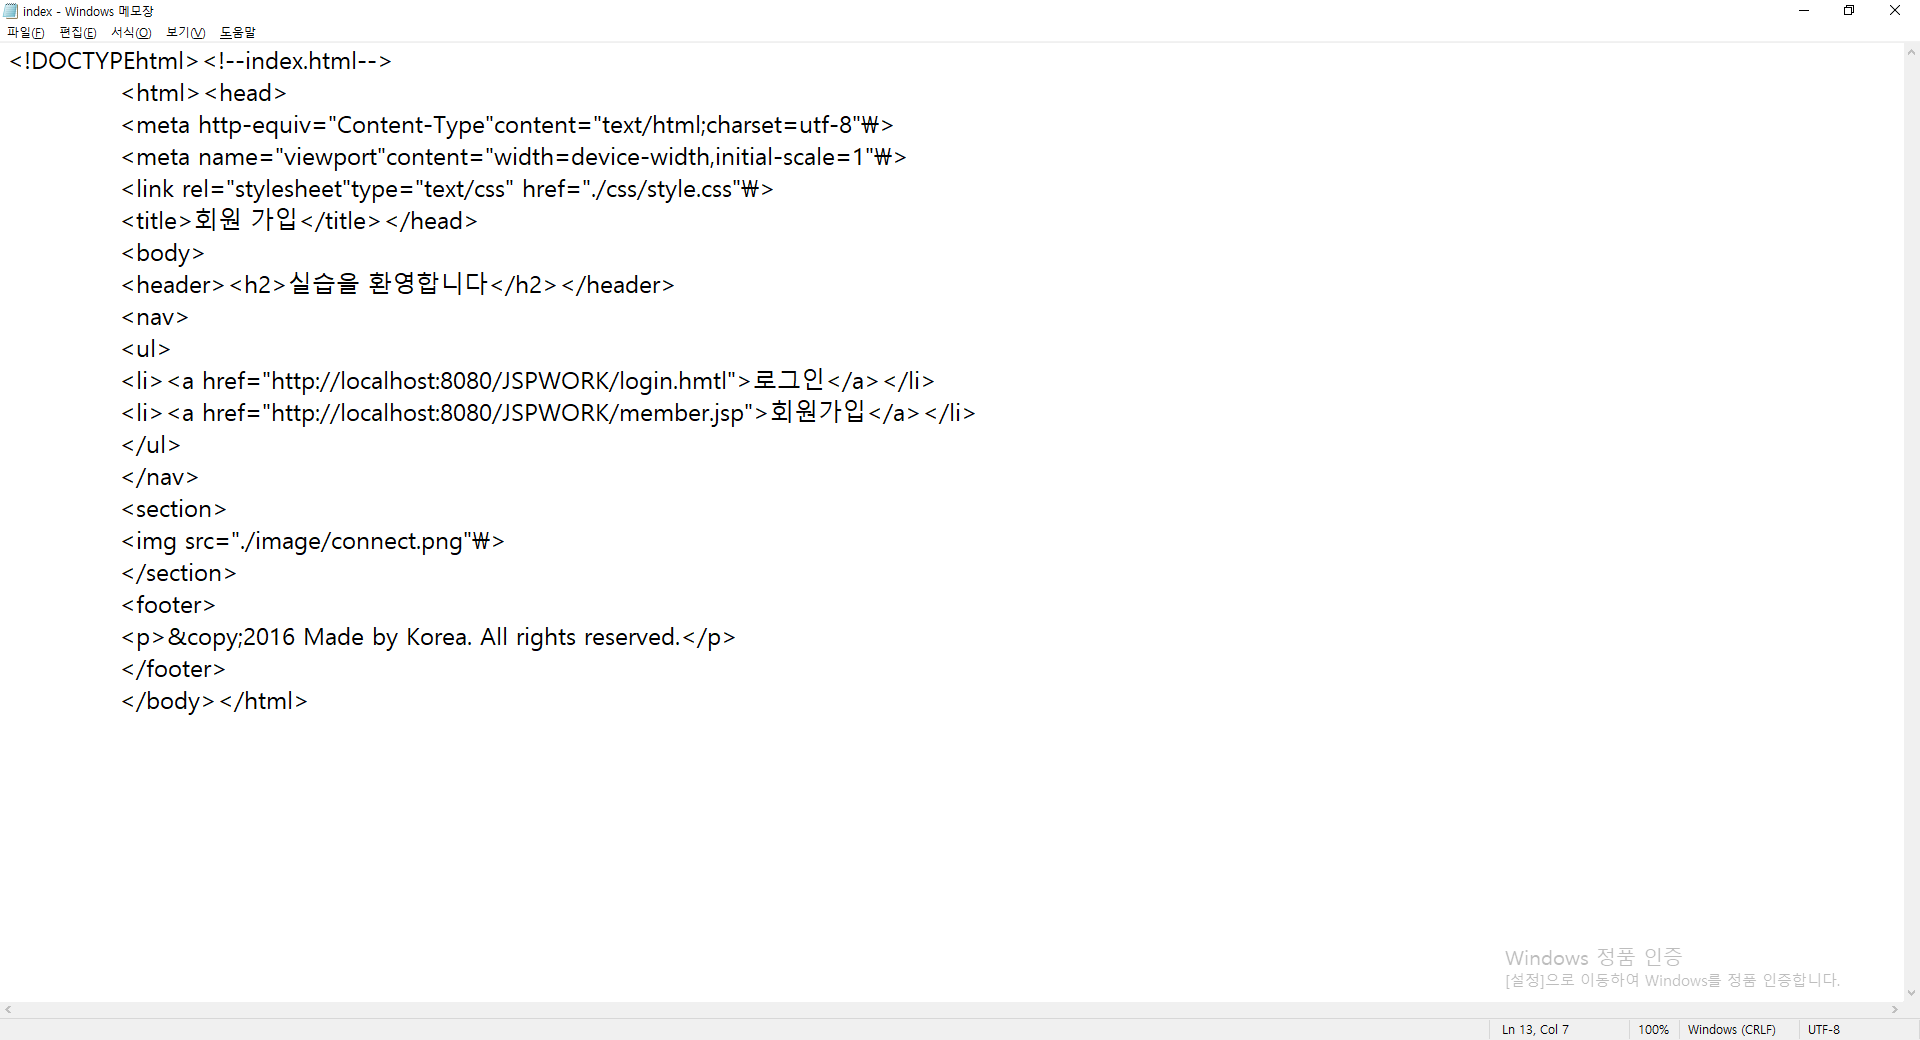 index - Windows 메모장
파일(F) 편집(E) 서식(O) 보기(V) 도움말
<!DOCTYPEhtml><!--index.html-->
<html><head>
<meta http-equiv="Content-Type"content="text/html;charset=utf-8"₩>
<meta name="viewport"content="width=device-width,initial-scale=1"₩>
<link rel="stylesheet"type="text/css" href="./css/style.css"₩>
<title>회원 가입</title></head>
<body>
<header><h2>실습을 환영합니다</h2></header>
<nav>
<ul>
<li><a href="http://localhost:8080/JSPWORK/login.hmtl">로그인</a></li>
<li><a href="http://localhost:8080/JSPWORK/member.jsp">회원가입</a></li>
</ul>
</nav>
<section>
<img src="./image/connect.png"₩>
</section>
<footer>
<p>&copy;2016 Made by Korea. All rights reserved.</p>
</footer>
</body></html>
Windows 정품 인증
[설정]으로 이동하여 Windows를 정품 인증합니다.
Ln 13, Col 7 100% Windows (CRLF) UTF-8